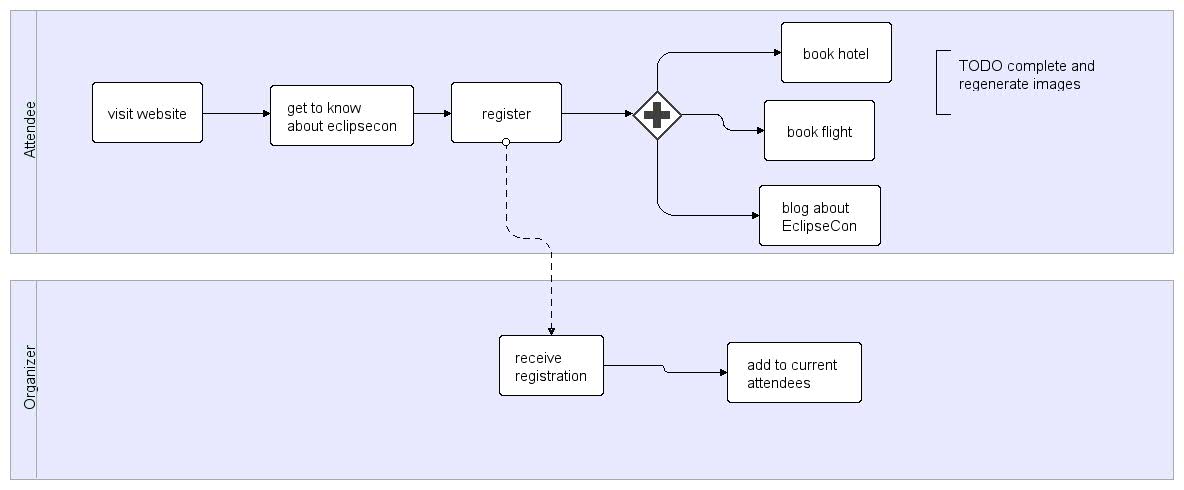 Attendee
visit website
get to know
about eclipsecon
register
book hotel
book flight
blog about
EclipseCon
TODO complete and
regenerate images
Organizer
receive
registration
add to current
attendees